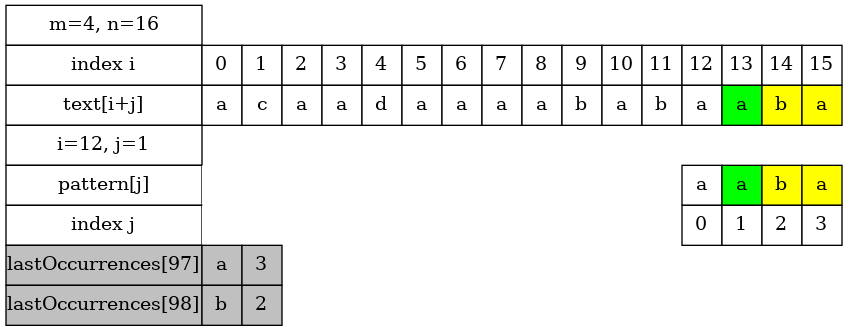 m=4, n=16
index i 0 1 2 3 4 5 6 7 8 9 10 11 12 13 14 15
text[i+j] a c a a d a a a a b a b a a b a
i=12, j=1
pattern[j] a a b a
index j 0 1 2 3
lastOccurrences[97] a 3
lastOccurrences[98] b 2